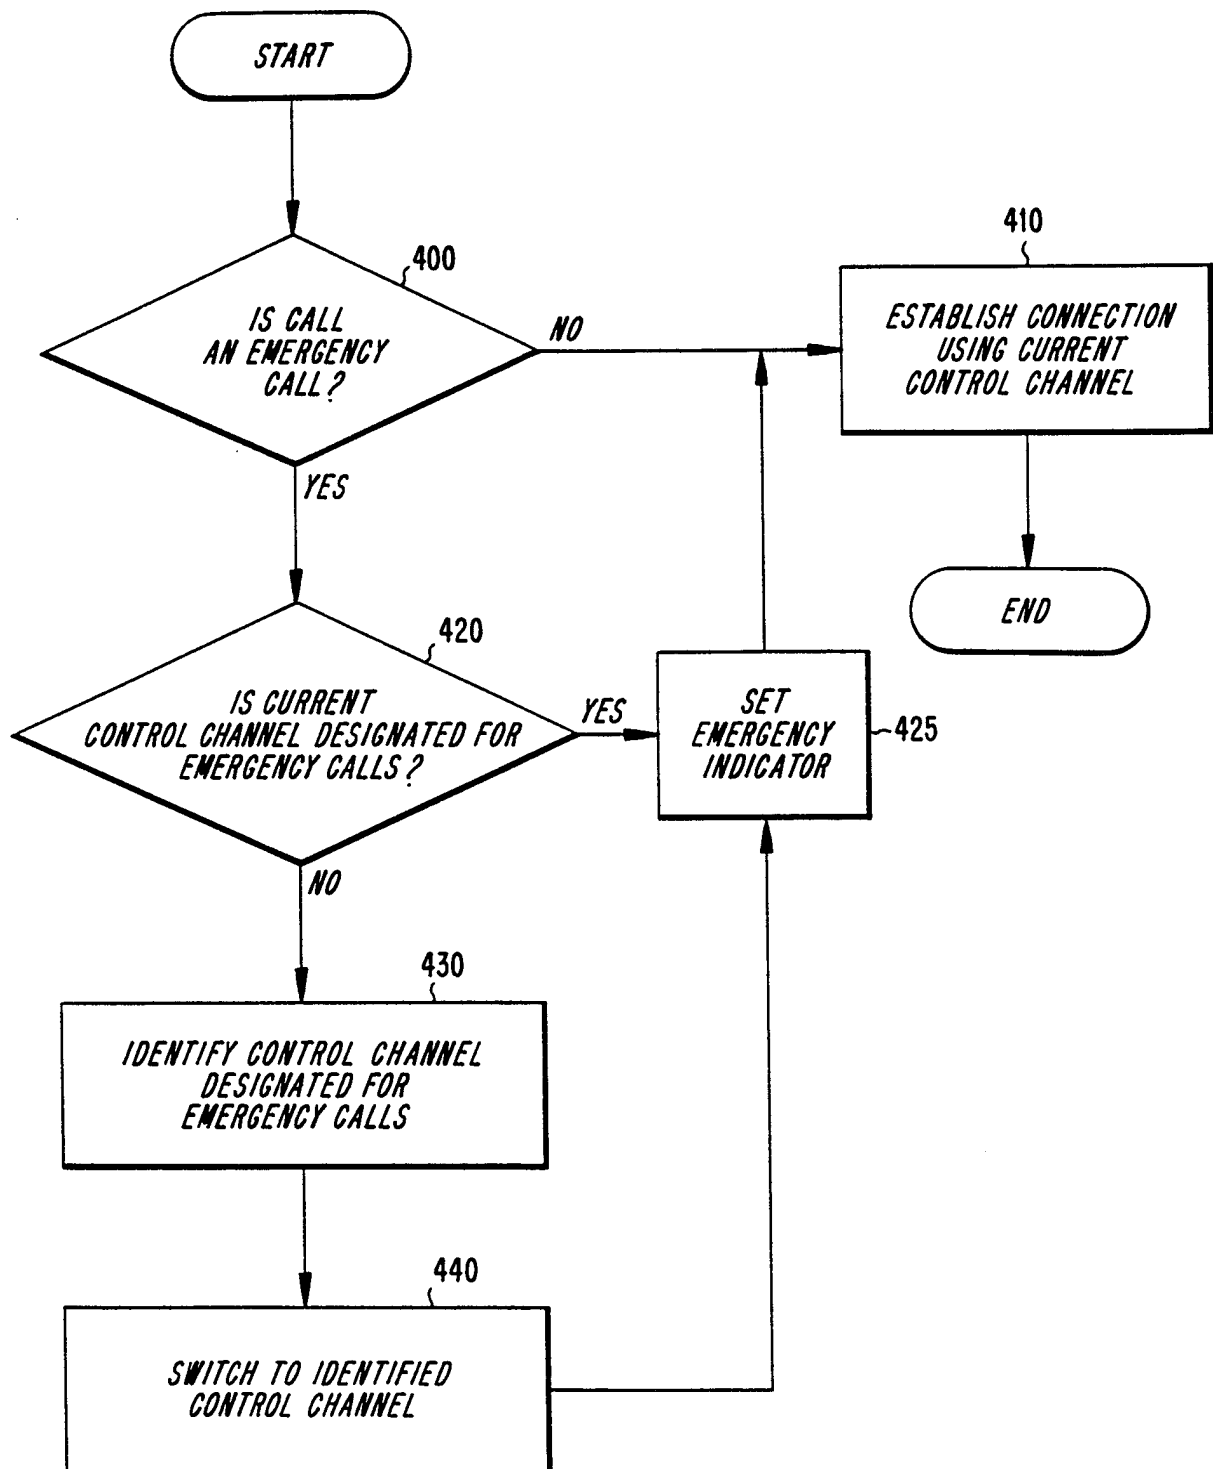 START
400
IS CALL
AN EMERGENCY
CALL?
NO
YES
410
ESTABLISH CONNECTION
USING CURRENT
CONTROL CHANNEL
END
420
IS CURRENT
CONTROL CHANNEL DESIGNATED FOR
EMERGENCY CALLS?
YES
NO
SET
EMERGENCY
INDICATOR
425
430
IDENTIFY CONTROL CHANNEL
DESIGNATED FOR
EMERGENCY CALLS
440
SWITCH TO IDENTIFIED
CONTROL CHANNEL